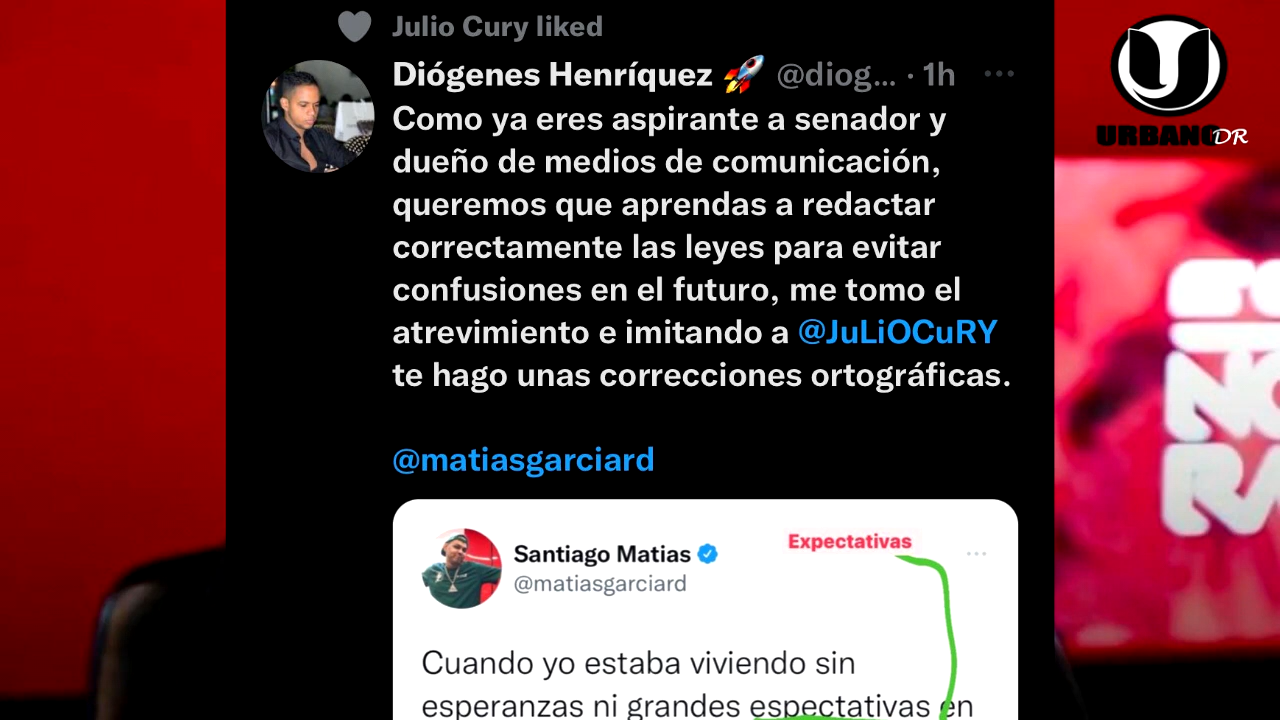 Julio Cury liked
Diógenes Henríquez 🚀 @diog... · 1h
Como ya eres aspirante a senador y
dueño de medios de comunicación,
queremos que aprendas a redactar
correctamente las leyes para evitar
confusiones en el futuro, me tomo el
atrevimiento e imitando a @JuLiOCuRY
te hago unas correcciones ortográficas.
@matiasgarciard
Expectativas
Santiago Matias
@matiasgarciard
Cuando yo estaba viviendo sin
esperanzas ni grandes espectativas en
URBANO DR